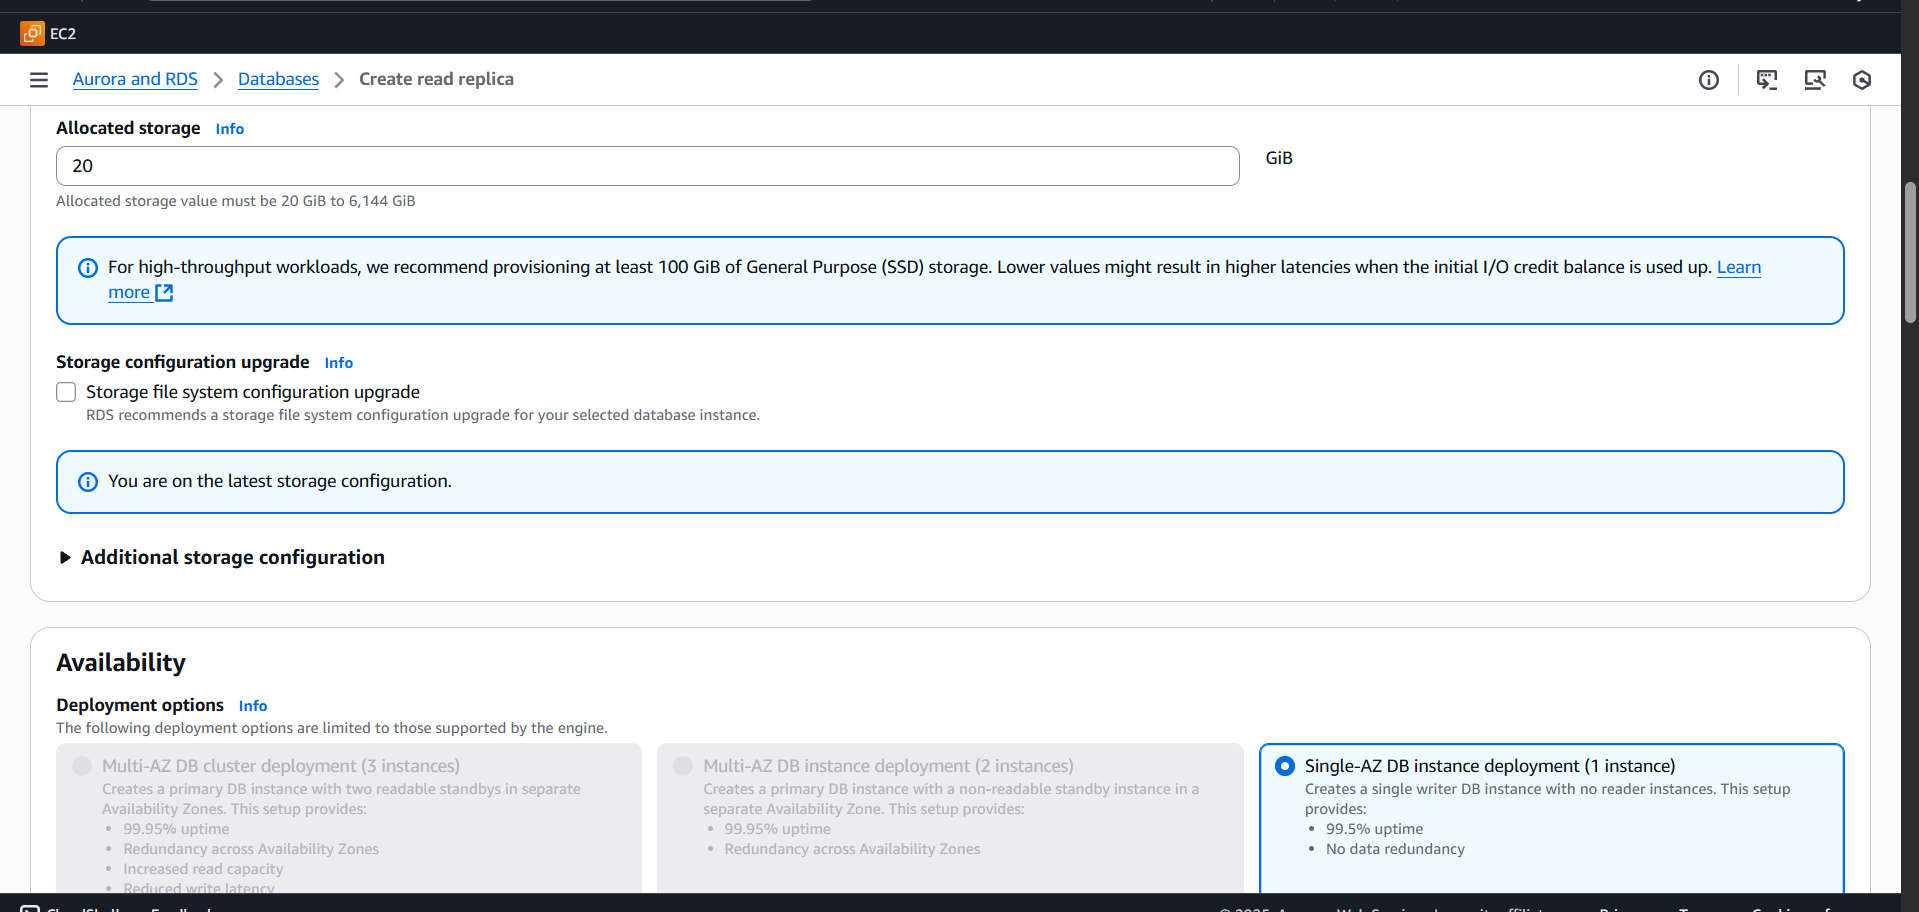 EC2
Aurora and RDS > Databases > Create read replica
Allocated storage Info
20 GiB
Allocated storage value must be 20 GiB to 6,144 GiB
For high-throughput workloads, we recommend provisioning at least 100 GiB of General Purpose (SSD) storage. Lower values might result in higher latencies when the initial I/O credit balance is used up. Learn
more
Storage configuration upgrade Info
Storage file system configuration upgrade
RDS recommends a storage file system configuration upgrade for your selected database instance.
You are on the latest storage configuration.
Additional storage configuration
Availability
Deployment options Info
The following deployment options are limited to those supported by the engine.
Multi-AZ DB cluster deployment (3 instances)
Creates a primary DB instance with two readable standbys in separate
Availability Zones. This setup provides:
• 99.95% uptime
• Redundancy across Availability Zones
• Increased read capacity
• Reduced write latency
Multi-AZ DB instance deployment (2 instances)
Creates a primary DB instance with a non-readable standby instance in a
separate Availability Zone. This setup provides:
• 99.95% uptime
• Redundancy across Availability Zones
Single-AZ DB instance deployment (1 instance)
Creates a single writer DB instance with no reader instances. This setup
provides:
• 99.5% uptime
• No data redundancy